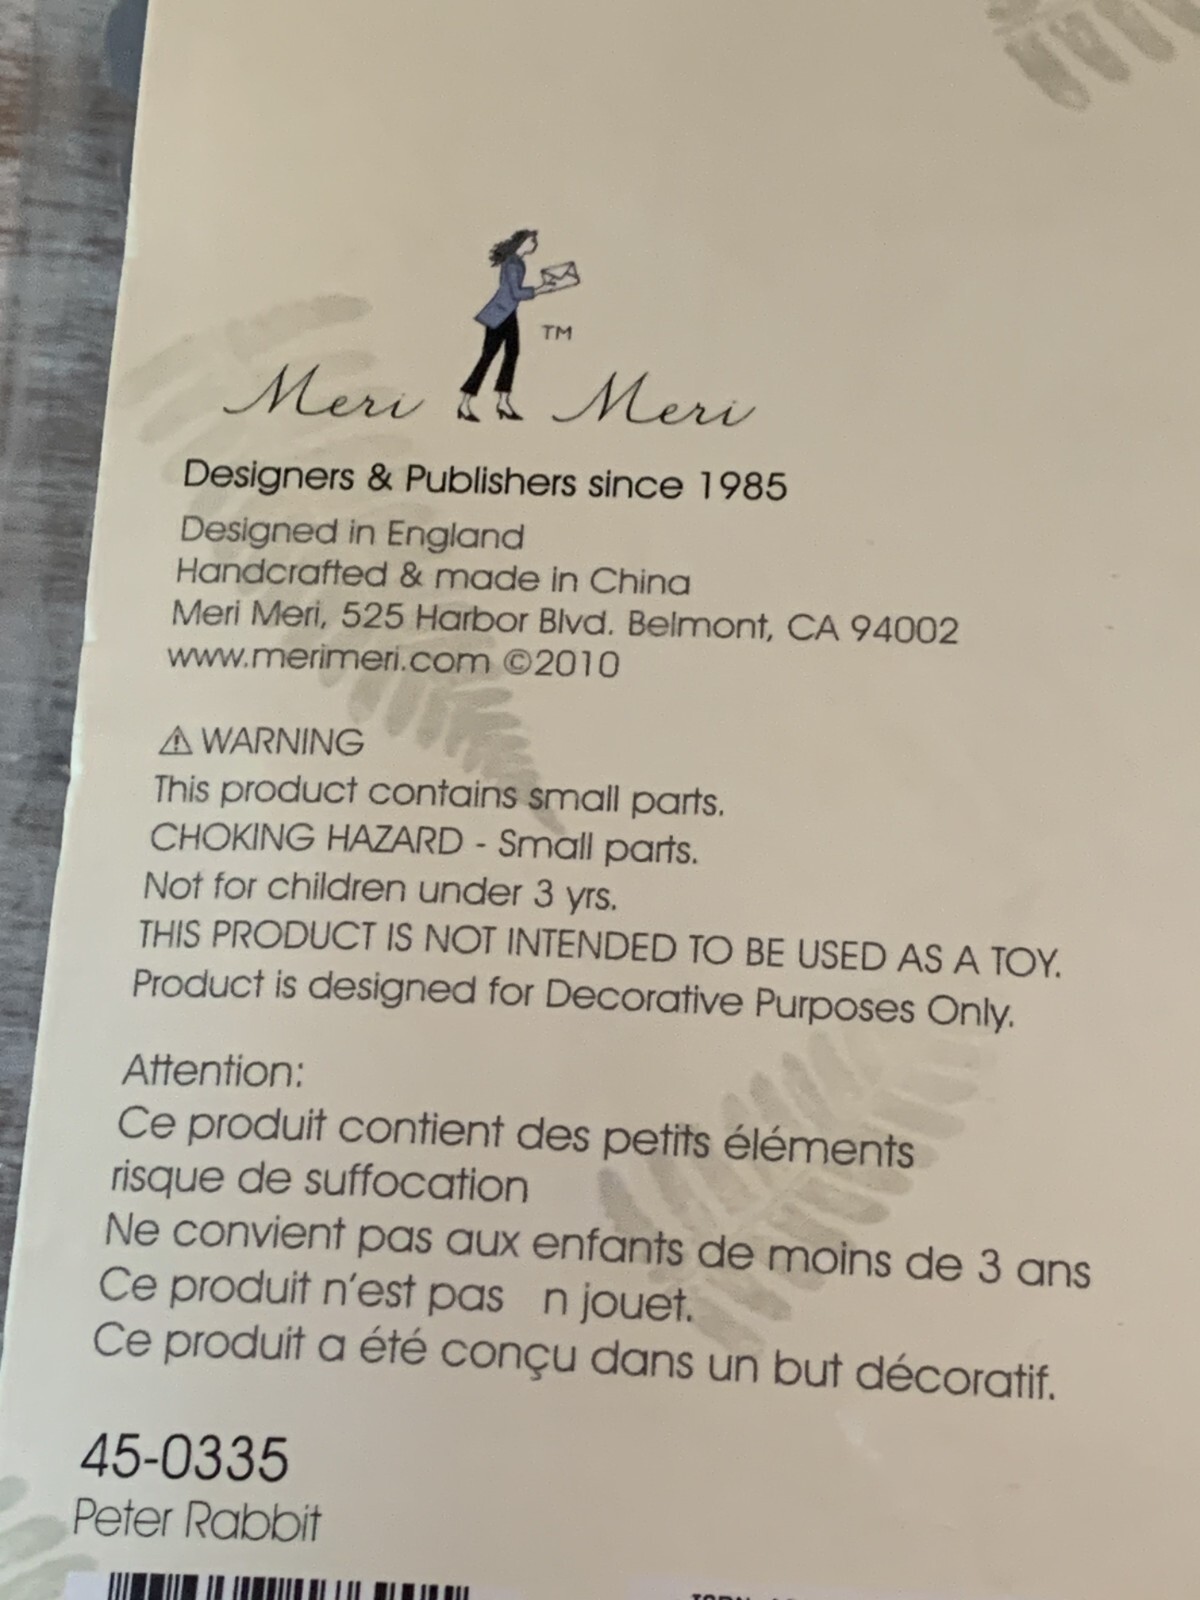 Meri Meri
TM
Designers & Publishers since 1985
Designed in England
Handcrafted & made in China
Meri Meri, 525 Harbor Blvd. Belmont, CA 94002
www.merimeri.com ©2010
⚠ WARNING
This product contains small parts.
CHOKING HAZARD - Small parts.
Not for children under 3 yrs.
THIS PRODUCT IS NOT INTENDED TO BE USED AS A TOY.
Product is designed for Decorative Purposes Only.
Attention:
Ce produit contient des petits éléments
risque de suffocation
Ne convient pas aux enfants de moins de 3 ans
Ce produit n'est pas n jouet.
Ce produit a été conçu dans un but décoratif.
45-0335
Peter Rabbit